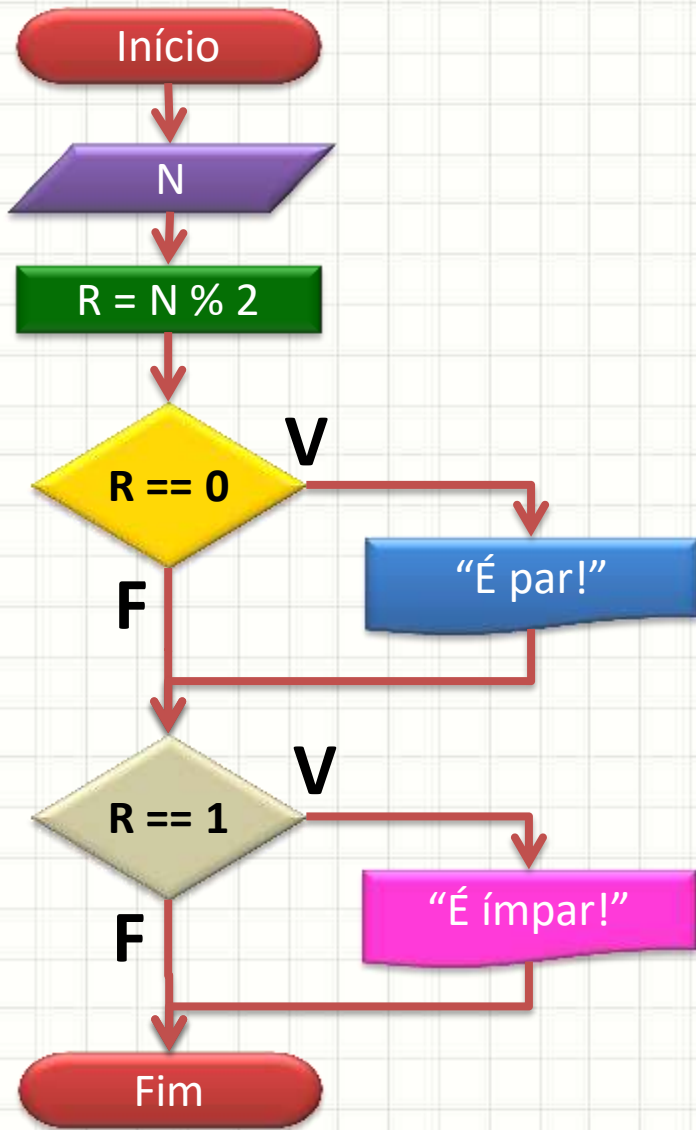 Início
N
R = N % 2
R == 0
V
“É par!”
F
R == 1
V
“É ímpar!”
F
Fim